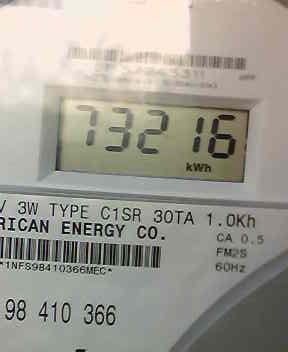 73216
kWh
V 3W TYPE C1SR 30TA 1.0Kh
RICAN ENERGY CO.
CA 0.5
FM2S
*1NFS98410366MEC*
60Hz
98 410 366